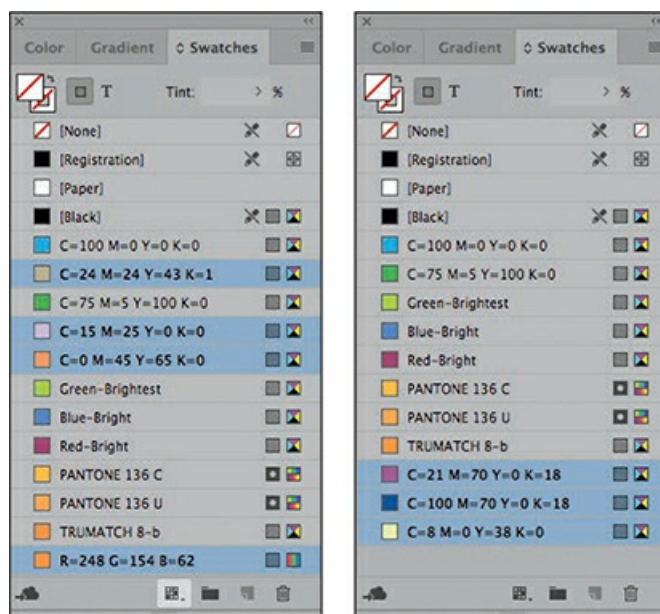 Color Gradient Swatches
T Tint: > %
[None]
[Registration]
[Paper]
[Black]
C=100 M=0 Y=0 K=0
C=24 M=24 Y=43 K=1
C=75 M=5 Y=100 K=0
C=15 M=25 Y=0 K=0
C=0 M=45 Y=65 K=0
Green-Brightest
Blue-Bright
Red-Bright
PANTONE 136 C
PANTONE 136 U
TRUMATCH 8-b
R=248 G=154 B=62
Color Gradient Swatches
T Tint: > %
[None]
[Registration]
[Paper]
[Black]
C=100 M=0 Y=0 K=0
C=75 M=5 Y=100 K=0
Green-Brightest
Blue-Bright
Red-Bright
PANTONE 136 C
PANTONE 136 U
TRUMATCH 8-b
C=21 M=70 Y=0 K=18
C=100 M=70 Y=0 K=18
C=8 M=0 Y=38 K=0